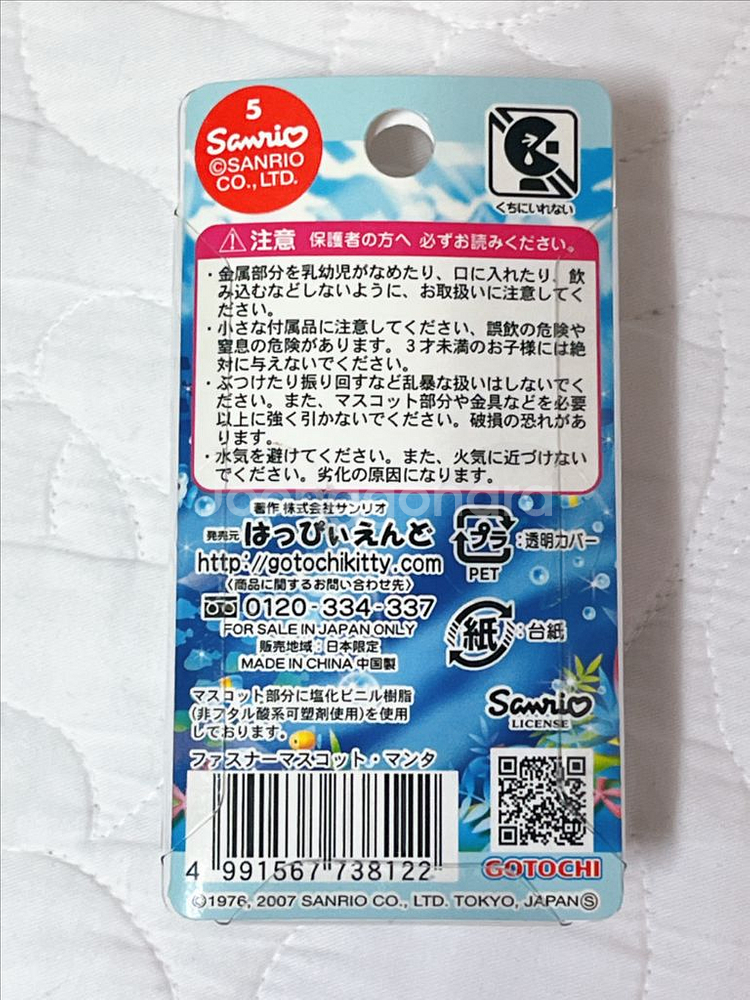 5
Sanrio
©SANRIO
CO., LTD.
くちにいれない
注意 保護者の方へ 必ずお読みください。
・金属部分を乳幼児がなめたり、口に入れたり、飲
み込むなどしないように、お取扱いに注意してく
ださい。
・小さな付属品に注意してください、誤飲の危険や
窒息の危険があります。3才未満のお子様には絶
対に与えないでください。
・ぶつけたり振り回すなど乱暴な扱いはしないでく
ださい。また、マスコット部分や金具などを必要
以上に強く引かないでください。破損の恐れがあ
ります。
・水気を避けてください。また、火気に近づけない
でください。劣化の原因になります。
著作 株式会社サンリオ
発売元 はっぴぃえんど
http://gotochikitty.com
〈商品に関するお問い合わせ先〉
0120-334-337
FOR SALE IN JAPAN ONLY
販売地域:日本限定
MADE IN CHINA 中国製
プラ:透明カバー
PET
紙:台紙
マスコット部分に塩化ビニル樹脂
(非フタル酸系可塑剤使用)を使用
しております。
Sanrio
LICENSE
ファスナーマスコット・マンタ
4 991567 738122
GOTOCHI
©1976, 2007 SANRIO CO., LTD. TOKYO, JAPAN Ⓢ